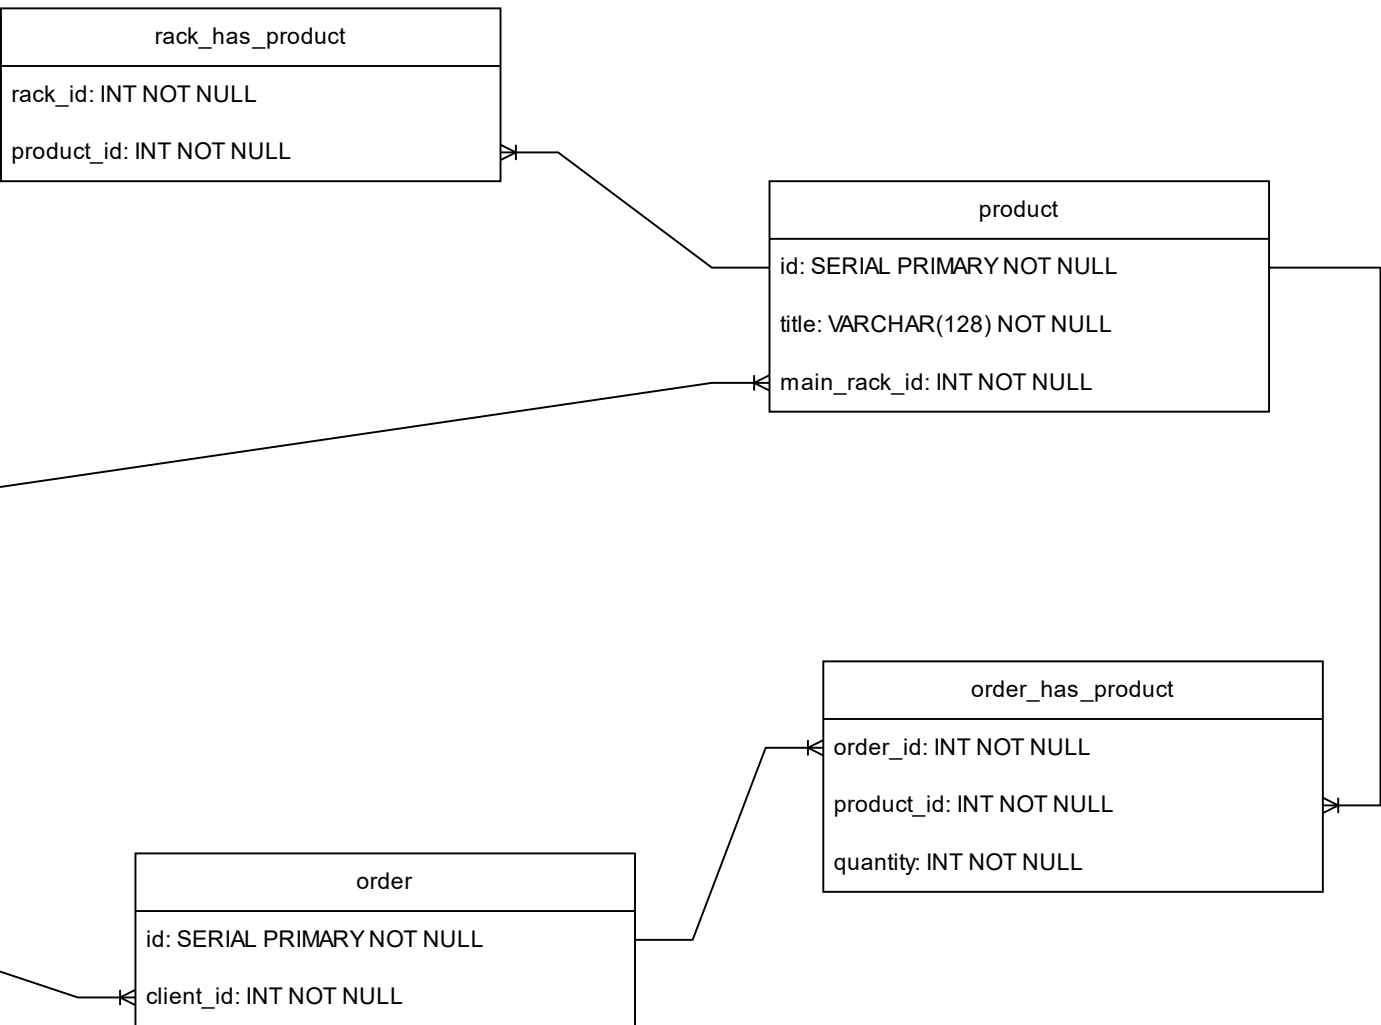 rack_has_product
rack_id: INT NOT NULL
product_id: INT NOT NULL
product
id: SERIAL PRIMARY NOT NULL
title: VARCHAR(128) NOT NULL
main_rack_id: INT NOT NULL
order_has_product
order_id: INT NOT NULL
product_id: INT NOT NULL
quantity: INT NOT NULL
order
id: SERIAL PRIMARY NOT NULL
client_id: INT NOT NULL